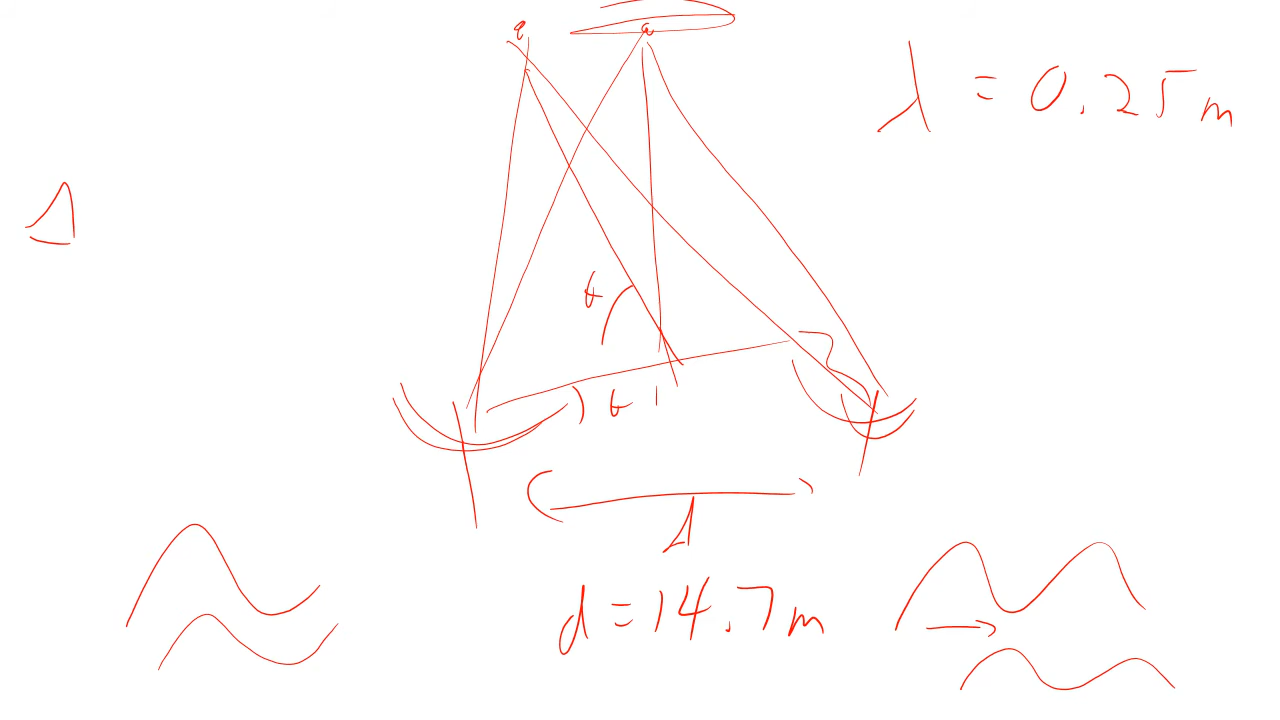 λ = 0.25m
θ
θ
d = 14.7m